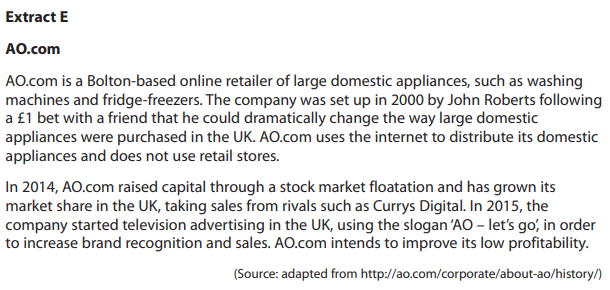 Extract E
AO.com
AO.com is a Bolton-based online retailer of large domestic appliances, such as washing
machines and fridge-freezers. The company was set up in 2000 by John Roberts following
a £1 bet with a friend that he could dramatically change the way large domestic
appliances were purchased in the UK. AO.com uses the internet to distribute its domestic
appliances and does not use retail stores.
In 2014, AO.com raised capital through a stock market floatation and has grown its
market share in the UK, taking sales from rivals such as Currys Digital. In 2015, the
company started television advertising in the UK, using the slogan ‘AO – let’s go’, in order
to increase brand recognition and sales. AO.com intends to improve its low profitability.
(Source: adapted from http://ao.com/corporate/about-ao/history/)